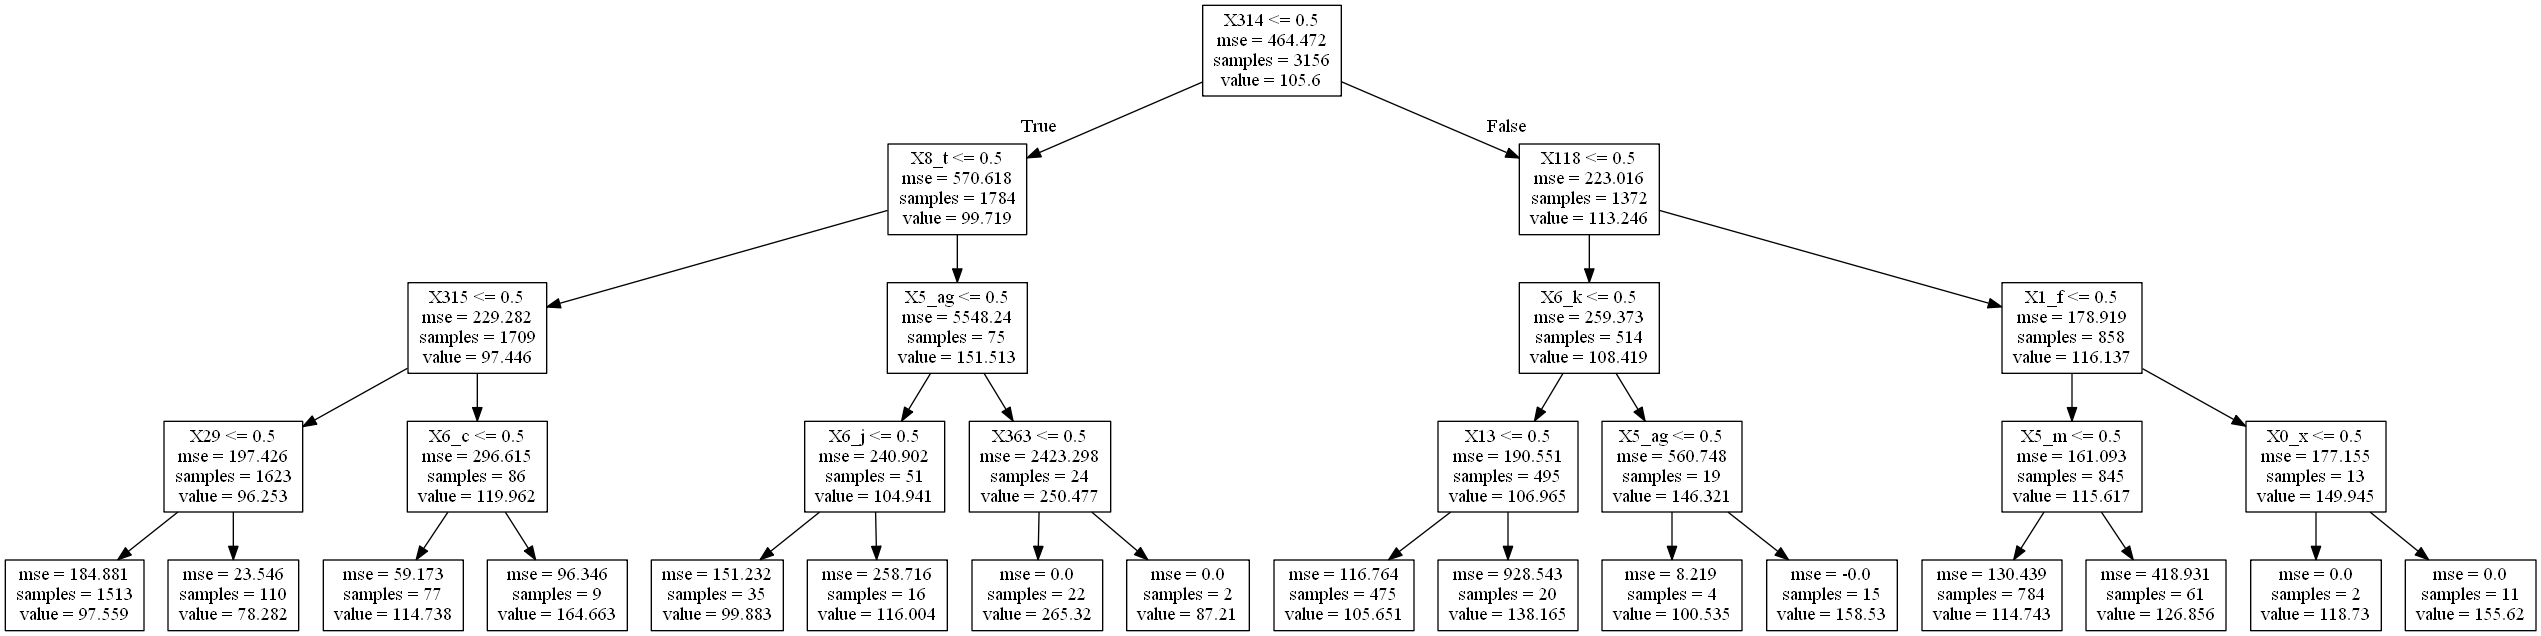 X314 <= 0.5
mse = 464.472
samples = 3156
value = 105.6
True
False
X8_t <= 0.5
mse = 570.618
samples = 1784
value = 99.719
X118 <= 0.5
mse = 223.016
samples = 1372
value = 113.246
X315 <= 0.5
mse = 229.282
samples = 1709
value = 97.446
X5_ag <= 0.5
mse = 5548.24
samples = 75
value = 151.513
X6_k <= 0.5
mse = 259.373
samples = 514
value = 108.419
X1_f <= 0.5
mse = 178.919
samples = 858
value = 116.137
X29 <= 0.5
mse = 197.426
samples = 1623
value = 96.253
X6_c <= 0.5
mse = 296.615
samples = 86
value = 119.962
X6_j <= 0.5
mse = 240.902
samples = 51
value = 104.941
X363 <= 0.5
mse = 2423.298
samples = 24
value = 250.477
X13 <= 0.5
mse = 190.551
samples = 495
value = 106.965
X5_ag <= 0.5
mse = 560.748
samples = 19
value = 146.321
X5_m <= 0.5
mse = 161.093
samples = 845
value = 115.617
X0_x <= 0.5
mse = 177.155
samples = 13
value = 149.945
mse = 184.881
samples = 1513
value = 97.559
mse = 23.546
samples = 110
value = 78.282
mse = 59.173
samples = 77
value = 114.738
mse = 96.346
samples = 9
value = 164.663
mse = 151.232
samples = 35
value = 99.883
mse = 258.716
samples = 16
value = 116.004
mse = 0.0
samples = 22
value = 265.32
mse = 0.0
samples = 2
value = 87.21
mse = 116.764
samples = 475
value = 105.651
mse = 928.543
samples = 20
value = 138.165
mse = 8.219
samples = 4
value = 100.535
mse = -0.0
samples = 15
value = 158.53
mse = 130.439
samples = 784
value = 114.743
mse = 418.931
samples = 61
value = 126.856
mse = 0.0
samples = 2
value = 118.73
mse = 0.0
samples = 11
value = 155.62